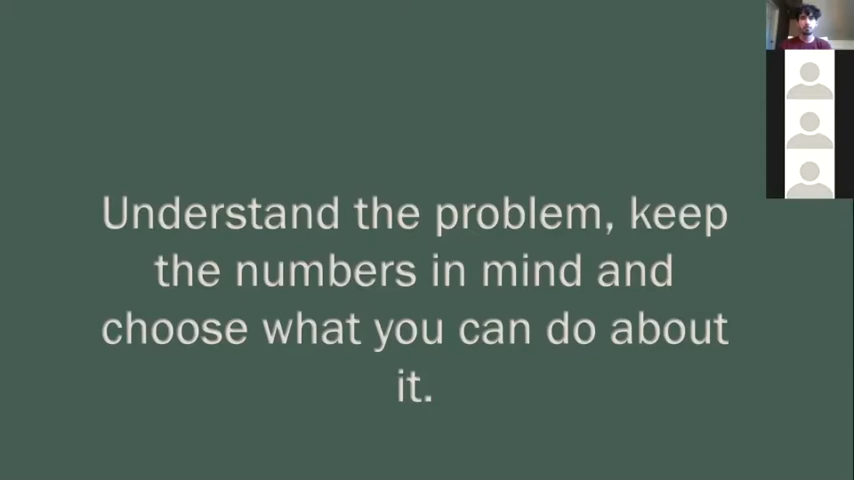 Understand the problem, keep
the numbers in mind and
choose what you can do about
it.